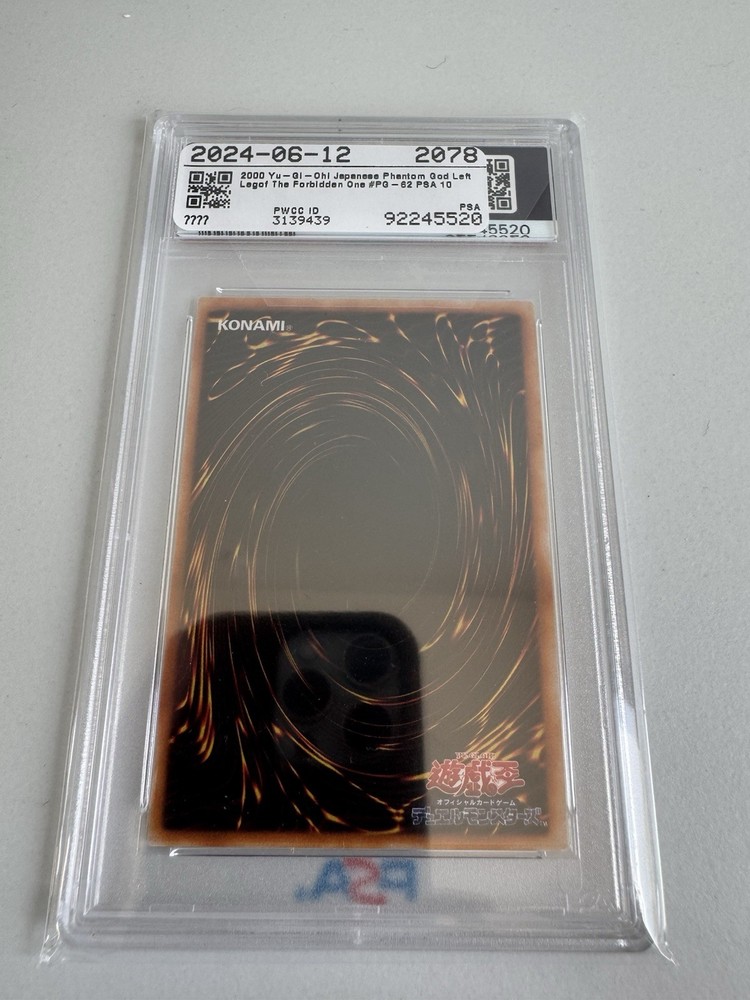 2024-06-12 2078
2000 Yu-Gi-Oh! Japanese Phantom God Left
Legof The Forbidden One #PG-62 PSA 10
PWCC ID PSA
???? 3139439 92245520
5520
KONAMI
遊戯王
オフィシャルカードゲーム
デュエルモンスターズ
PSA